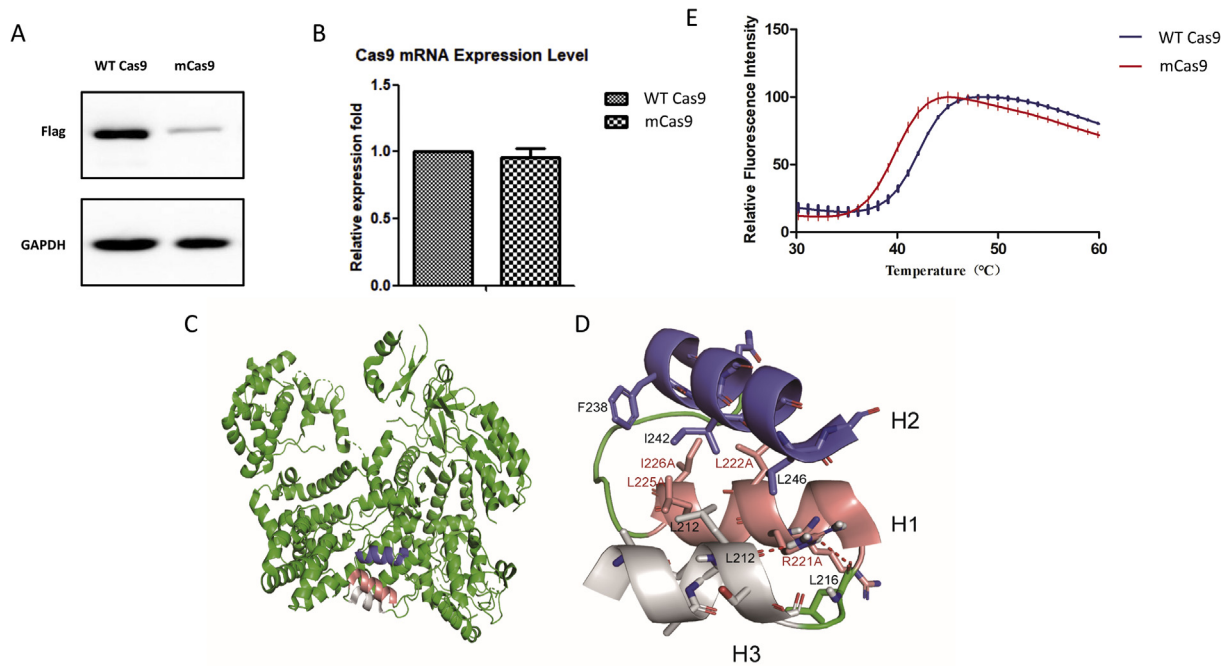 A
WT Cas9 mCas9
Flag
GAPDH
B
Cas9 mRNA Expression Level
Relative expression fold
1.5
1.0
0.5
0.0
WT Cas9
mCas9
E
Relative Fluorescence Intensity
150
100
50
0
30 40 50 60
Temperature (℃)
WT Cas9
mCas9
C
D
F238
I242
H2
I226A
L222A
L246
L225A
L212
H1
L212
R221A
L216
H3